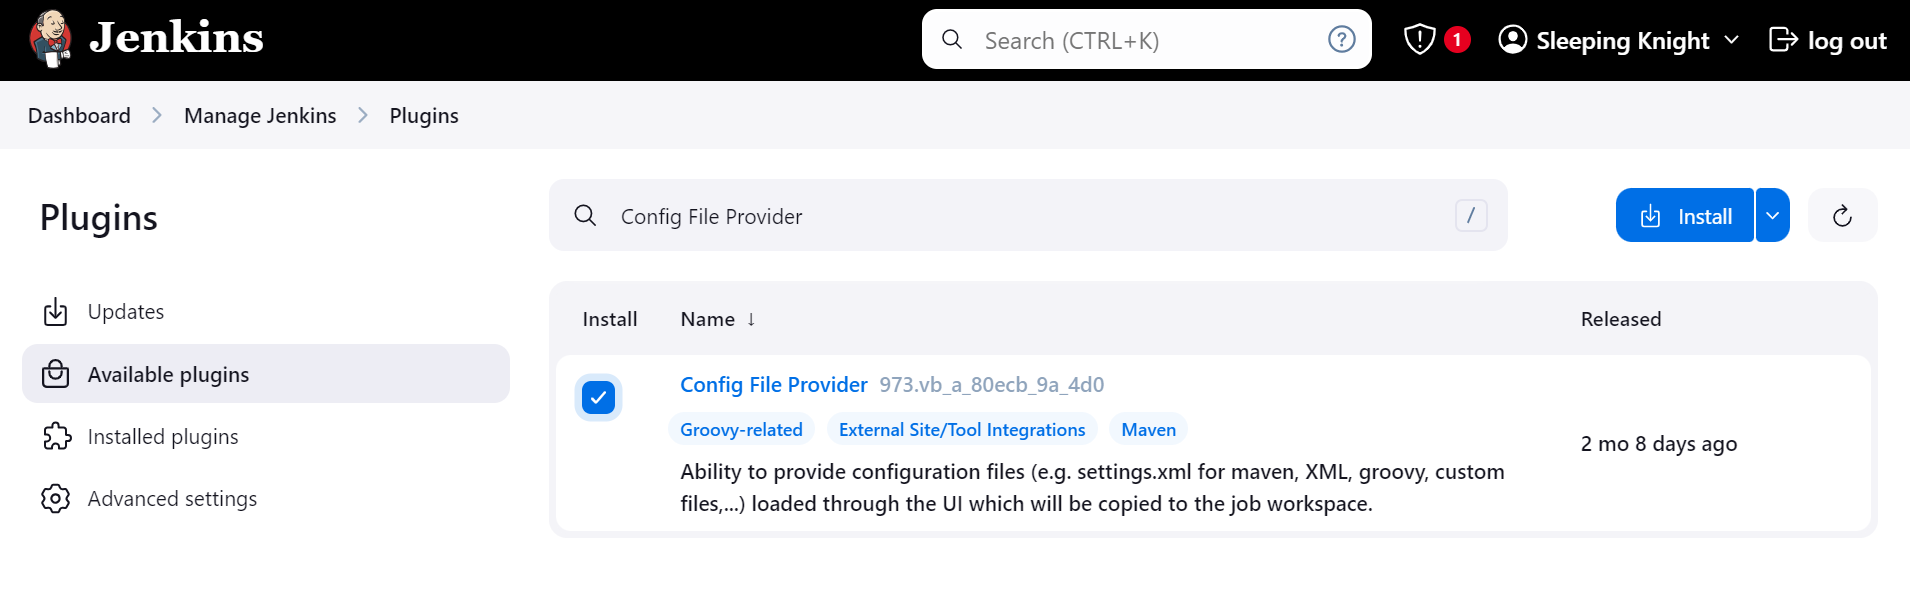 Jenkins
Search (CTRL+K)
?
1
Sleeping Knight
log out
Dashboard
Manage Jenkins
Plugins
Plugins
Config File Provider
/
Install
Updates
Available plugins
Installed plugins
Advanced settings
Install
Name ↓
Released
Config File Provider 973.vb_a_80ecb_9a_4d0
Groovy-related
External Site/Tool Integrations
Maven
Ability to provide configuration files (e.g. settings.xml for maven, XML, groovy, custom
files,...) loaded through the UI which will be copied to the job workspace.
2 mo 8 days ago